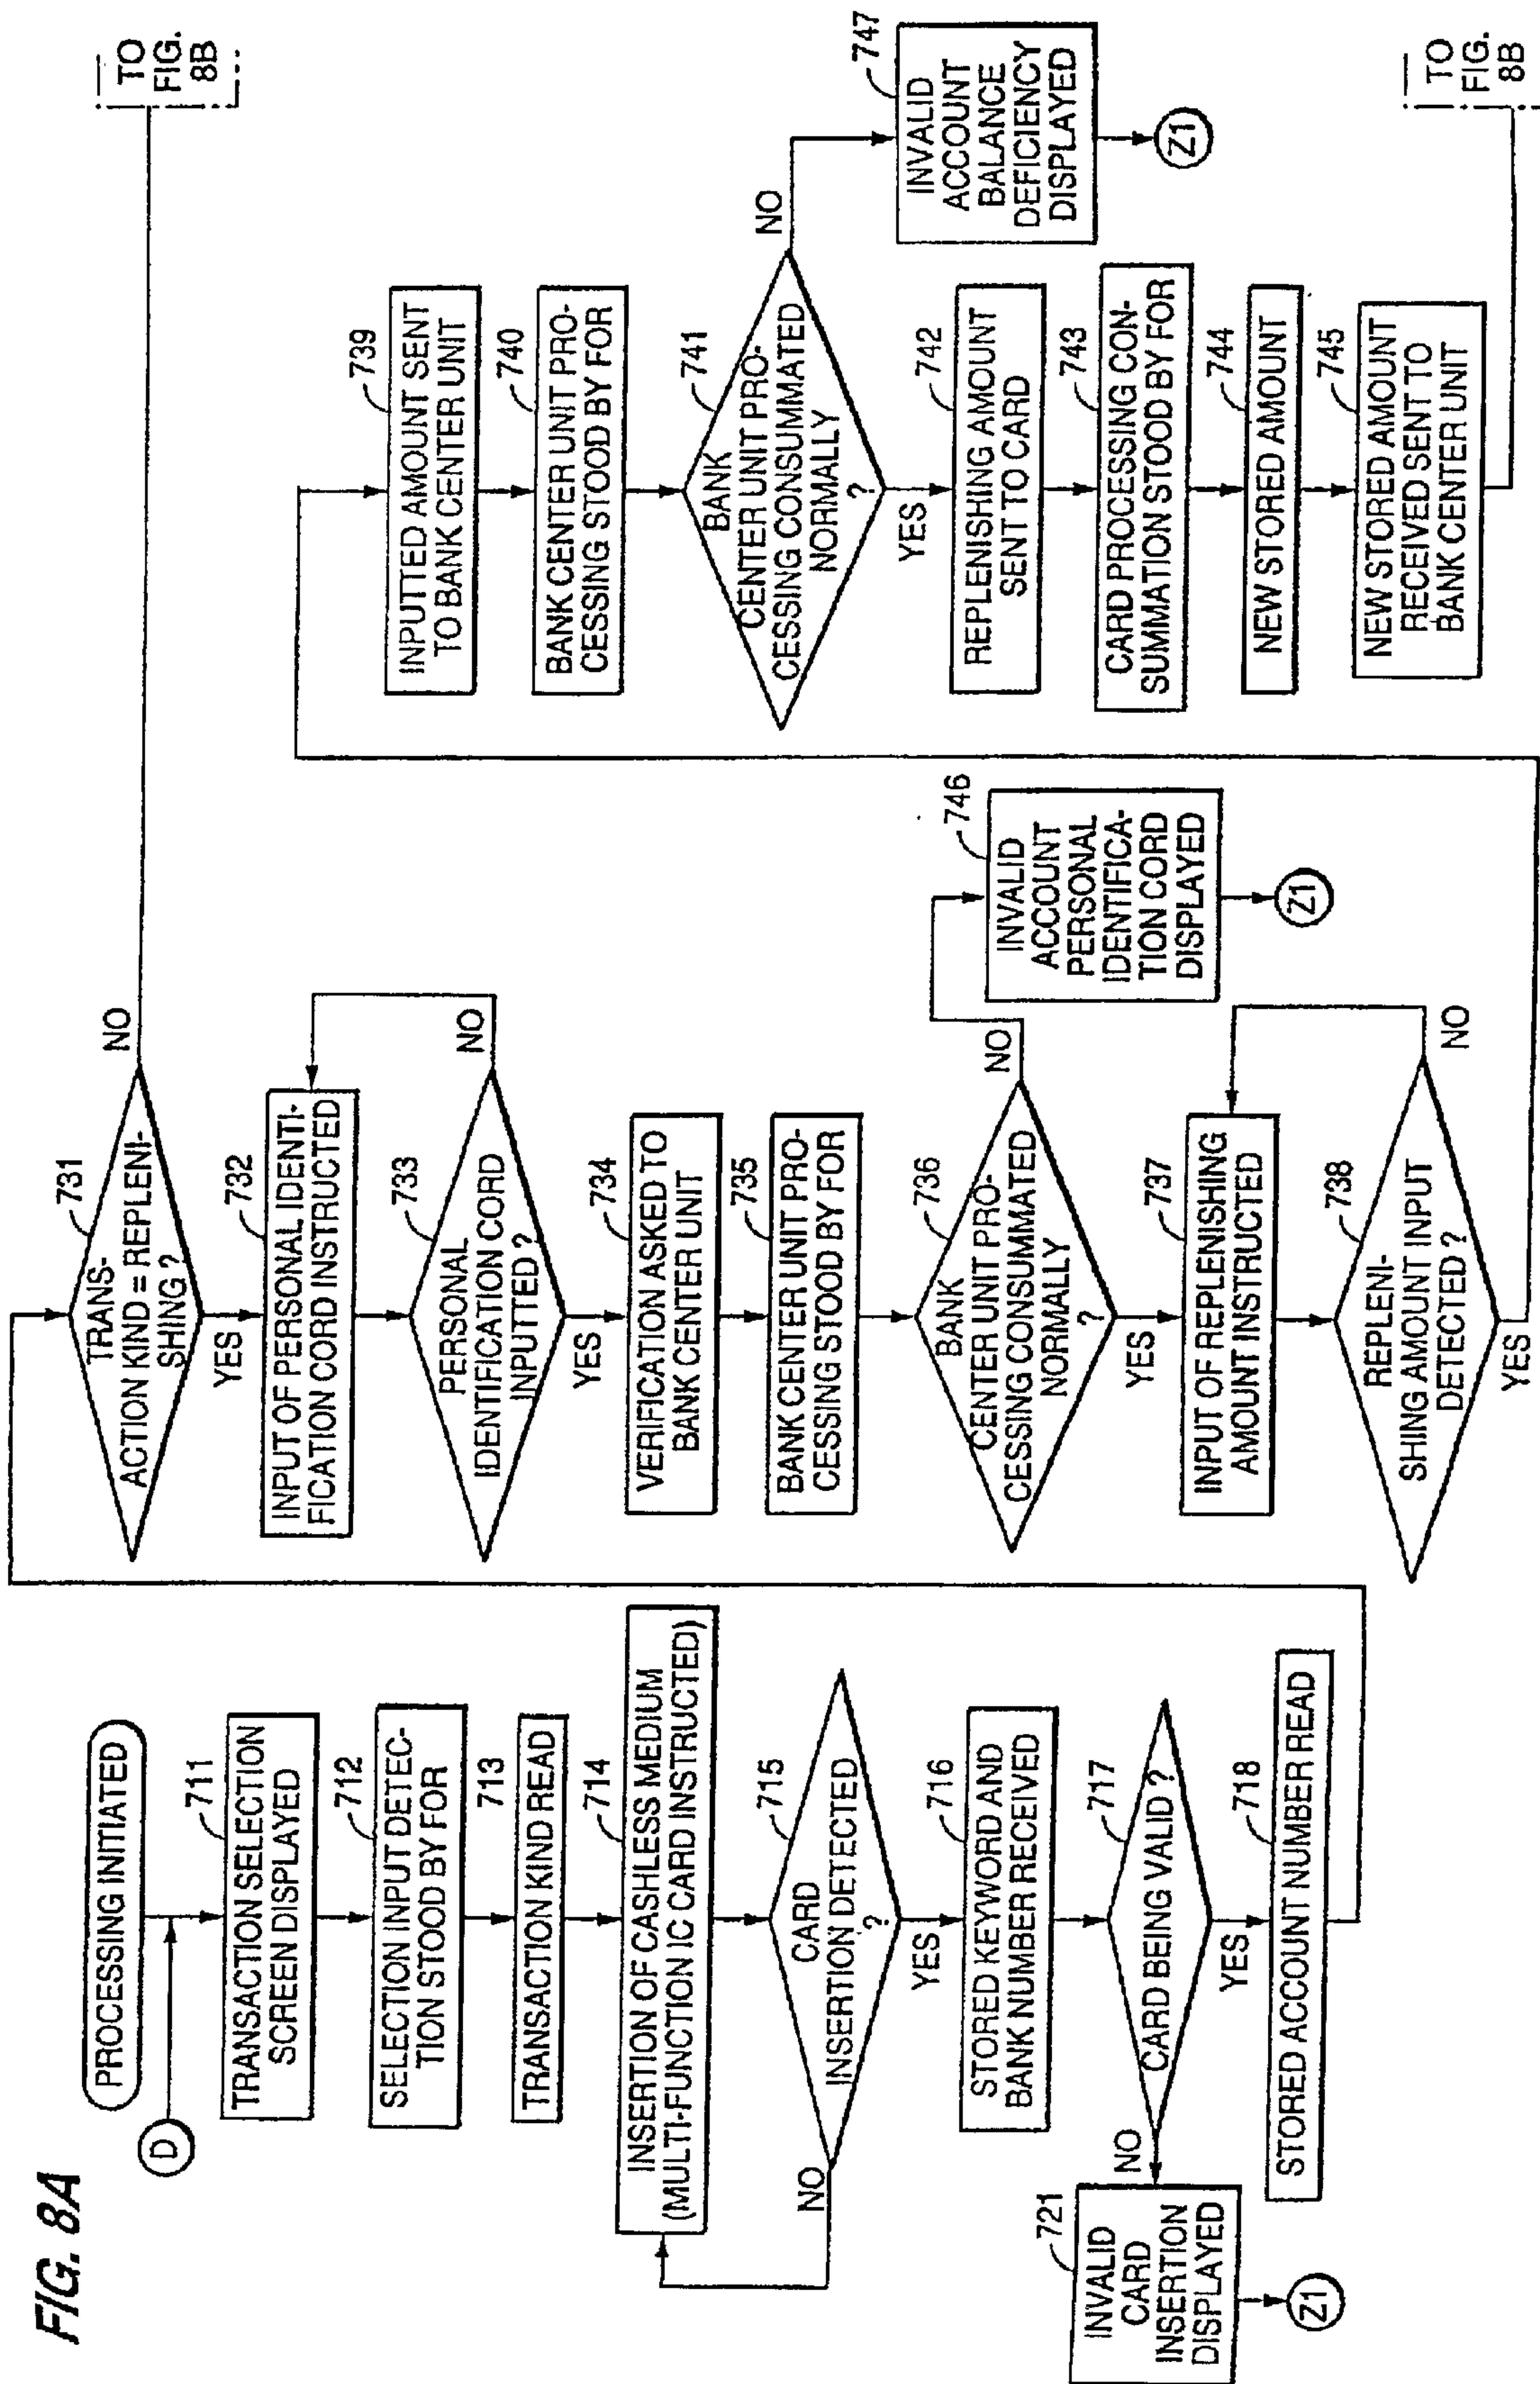 FIG. 8A
PROCESSING INITIATED
D
711
TRANSACTION SELECTION
SCREEN DISPLAYED
712
SELECTION INPUT DETEC-
TION STOOD BY FOR
713
TRANSACTION KIND READ
714
INSERTION OF CASHLESS MEDIUM
(MULTI-FUNCTION IC CARD INSTRUCTED)
715
CARD
INSERTION DETECTED
?
NO
YES
716
STORED KEYWORD AND
BANK NUMBER RECEIVED
717
CARD BEING VALID ?
NO
YES
721
INVALID
CARD
INSERTION
DISPLAYED
Z1
718
STORED ACCOUNT NUMBER READ
731
TRANS-
ACTION KIND = REPLENI-
SHING ?
NO
YES
TO
FIG.
8B
732
INPUT OF PERSONAL IDENTI-
FICATION CORD INSTRUCTED
733
PERSONAL
IDENTIFICATION CORD
INPUTTED ?
NO
YES
734
VERIFICATION ASKED TO
BANK CENTER UNIT
735
BANK CENTER UNIT PRO-
CESSING STOOD BY FOR
736
BANK
CENTER UNIT PRO-
CESSING CONSUMMATED
NORMALLY
?
NO
YES
746
INVALID
ACCOUNT
PERSONAL
IDENTIFICA-
TION CORD
DISPLAYED
Z1
737
INPUT OF REPLENISHING
AMOUNT INSTRUCTED
738
REPLENI-
SHING AMOUNT INPUT
DETECTED ?
NO
YES
739
INPUTTED AMOUNT SENT
TO BANK CENTER UNIT
740
BANK CENTER UNIT PRO-
CESSING STOOD BY FOR
741
BANK
CENTER UNIT PRO-
CESSING CONSUMMATED
NORMALLY
?
NO
YES
747
INVALID
ACCOUNT
BALANCE
DEFICIENCY
DISPLAYED
Z1
742
REPLENISHING AMOUNT
SENT TO CARD
743
CARD PROCESSING CON-
SUMMATION STOOD BY FOR
744
NEW STORED AMOUNT
745
NEW STORED AMOUNT
RECEIVED SENT TO
BANK CENTER UNIT
TO
FIG.
8B